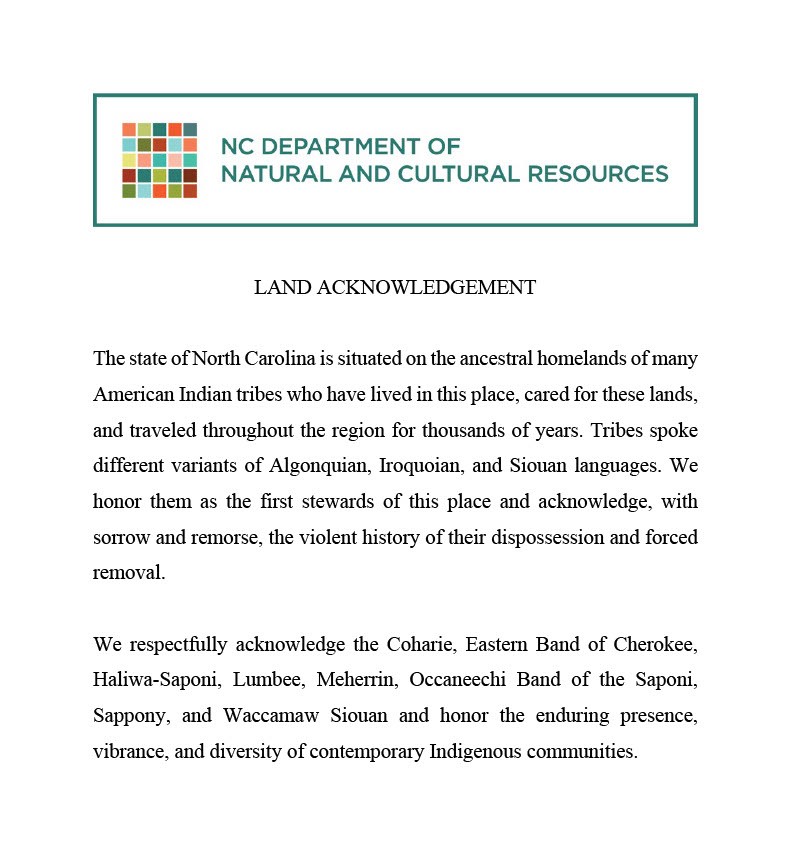 NC DEPARTMENT OF
NATURAL AND CULTURAL RESOURCES
LAND ACKNOWLEDGEMENT
The state of North Carolina is situated on the ancestral homelands of many
American Indian tribes who have lived in this place, cared for these lands,
and traveled throughout the region for thousands of years. Tribes spoke
different variants of Algonquian, Iroquoian, and Siouan languages. We
honor them as the first stewards of this place and acknowledge, with
sorrow and remorse, the violent history of their dispossession and forced
removal.
We respectfully acknowledge the Coharie, Eastern Band of Cherokee,
Haliwa-Saponi, Lumbee, Meherrin, Occaneechi Band of the Saponi,
Sappony, and Waccamaw Siouan and honor the enduring presence,
vibrance, and diversity of contemporary Indigenous communities.